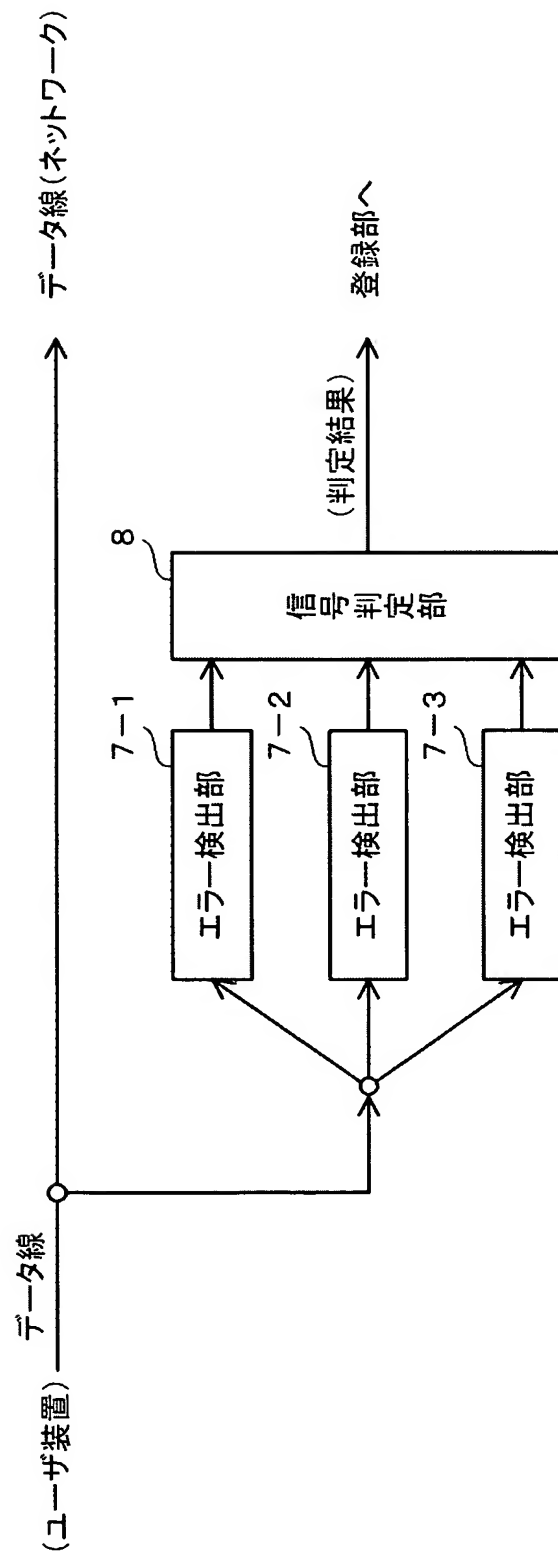 (ユーザ装置)
データ線
データ線(ネットワーク)
7-1
エラー検出部
7-2
エラー検出部
7-3
エラー検出部
8
信号判定部
(判定結果)
登録部へ